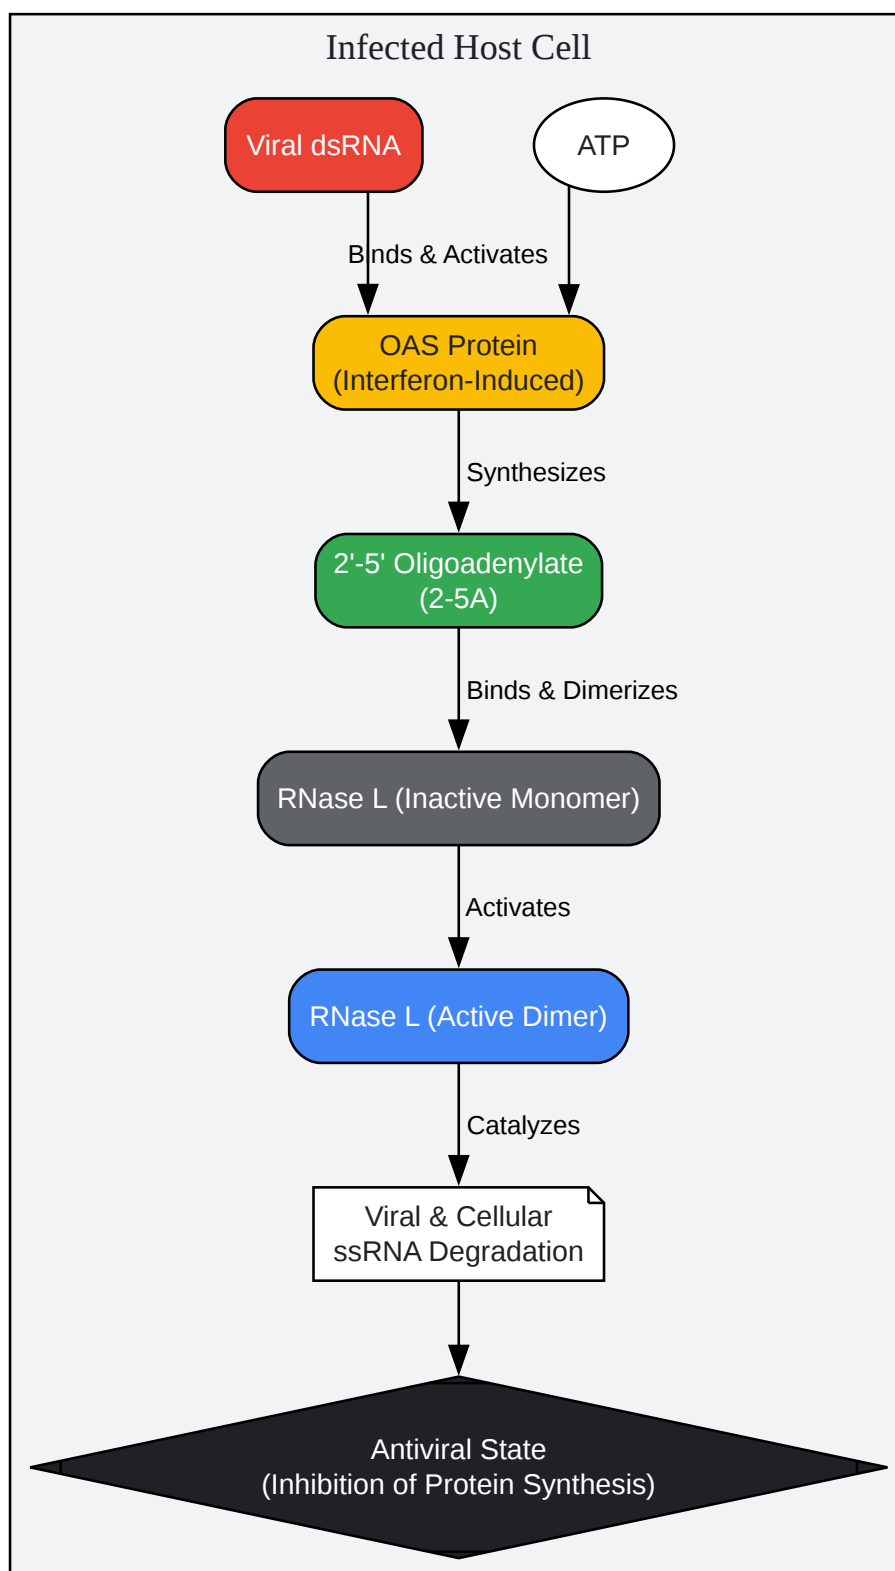 Infected Host Cell
Viral dsRNA
ATP
Binds & Activates
OAS Protein
(Interferon-Induced)
Synthesizes
2'-5' Oligoadenylate
(2-5A)
Binds & Dimerizes
RNase L (Inactive Monomer)
Activates
RNase L (Active Dimer)
Catalyzes
Viral & Cellular
ssRNA Degradation
Antiviral State
(Inhibition of Protein Synthesis)